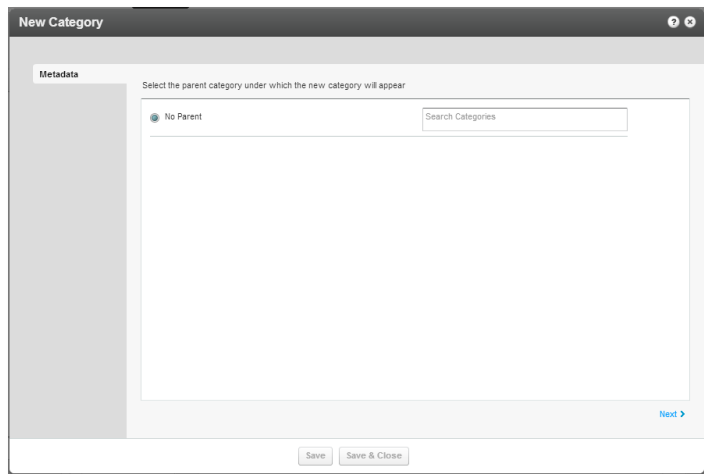 New Category
Metadata
Select the parent category under which the new category will appear
No Parent
Search Categories
Next
Save
Save & Close